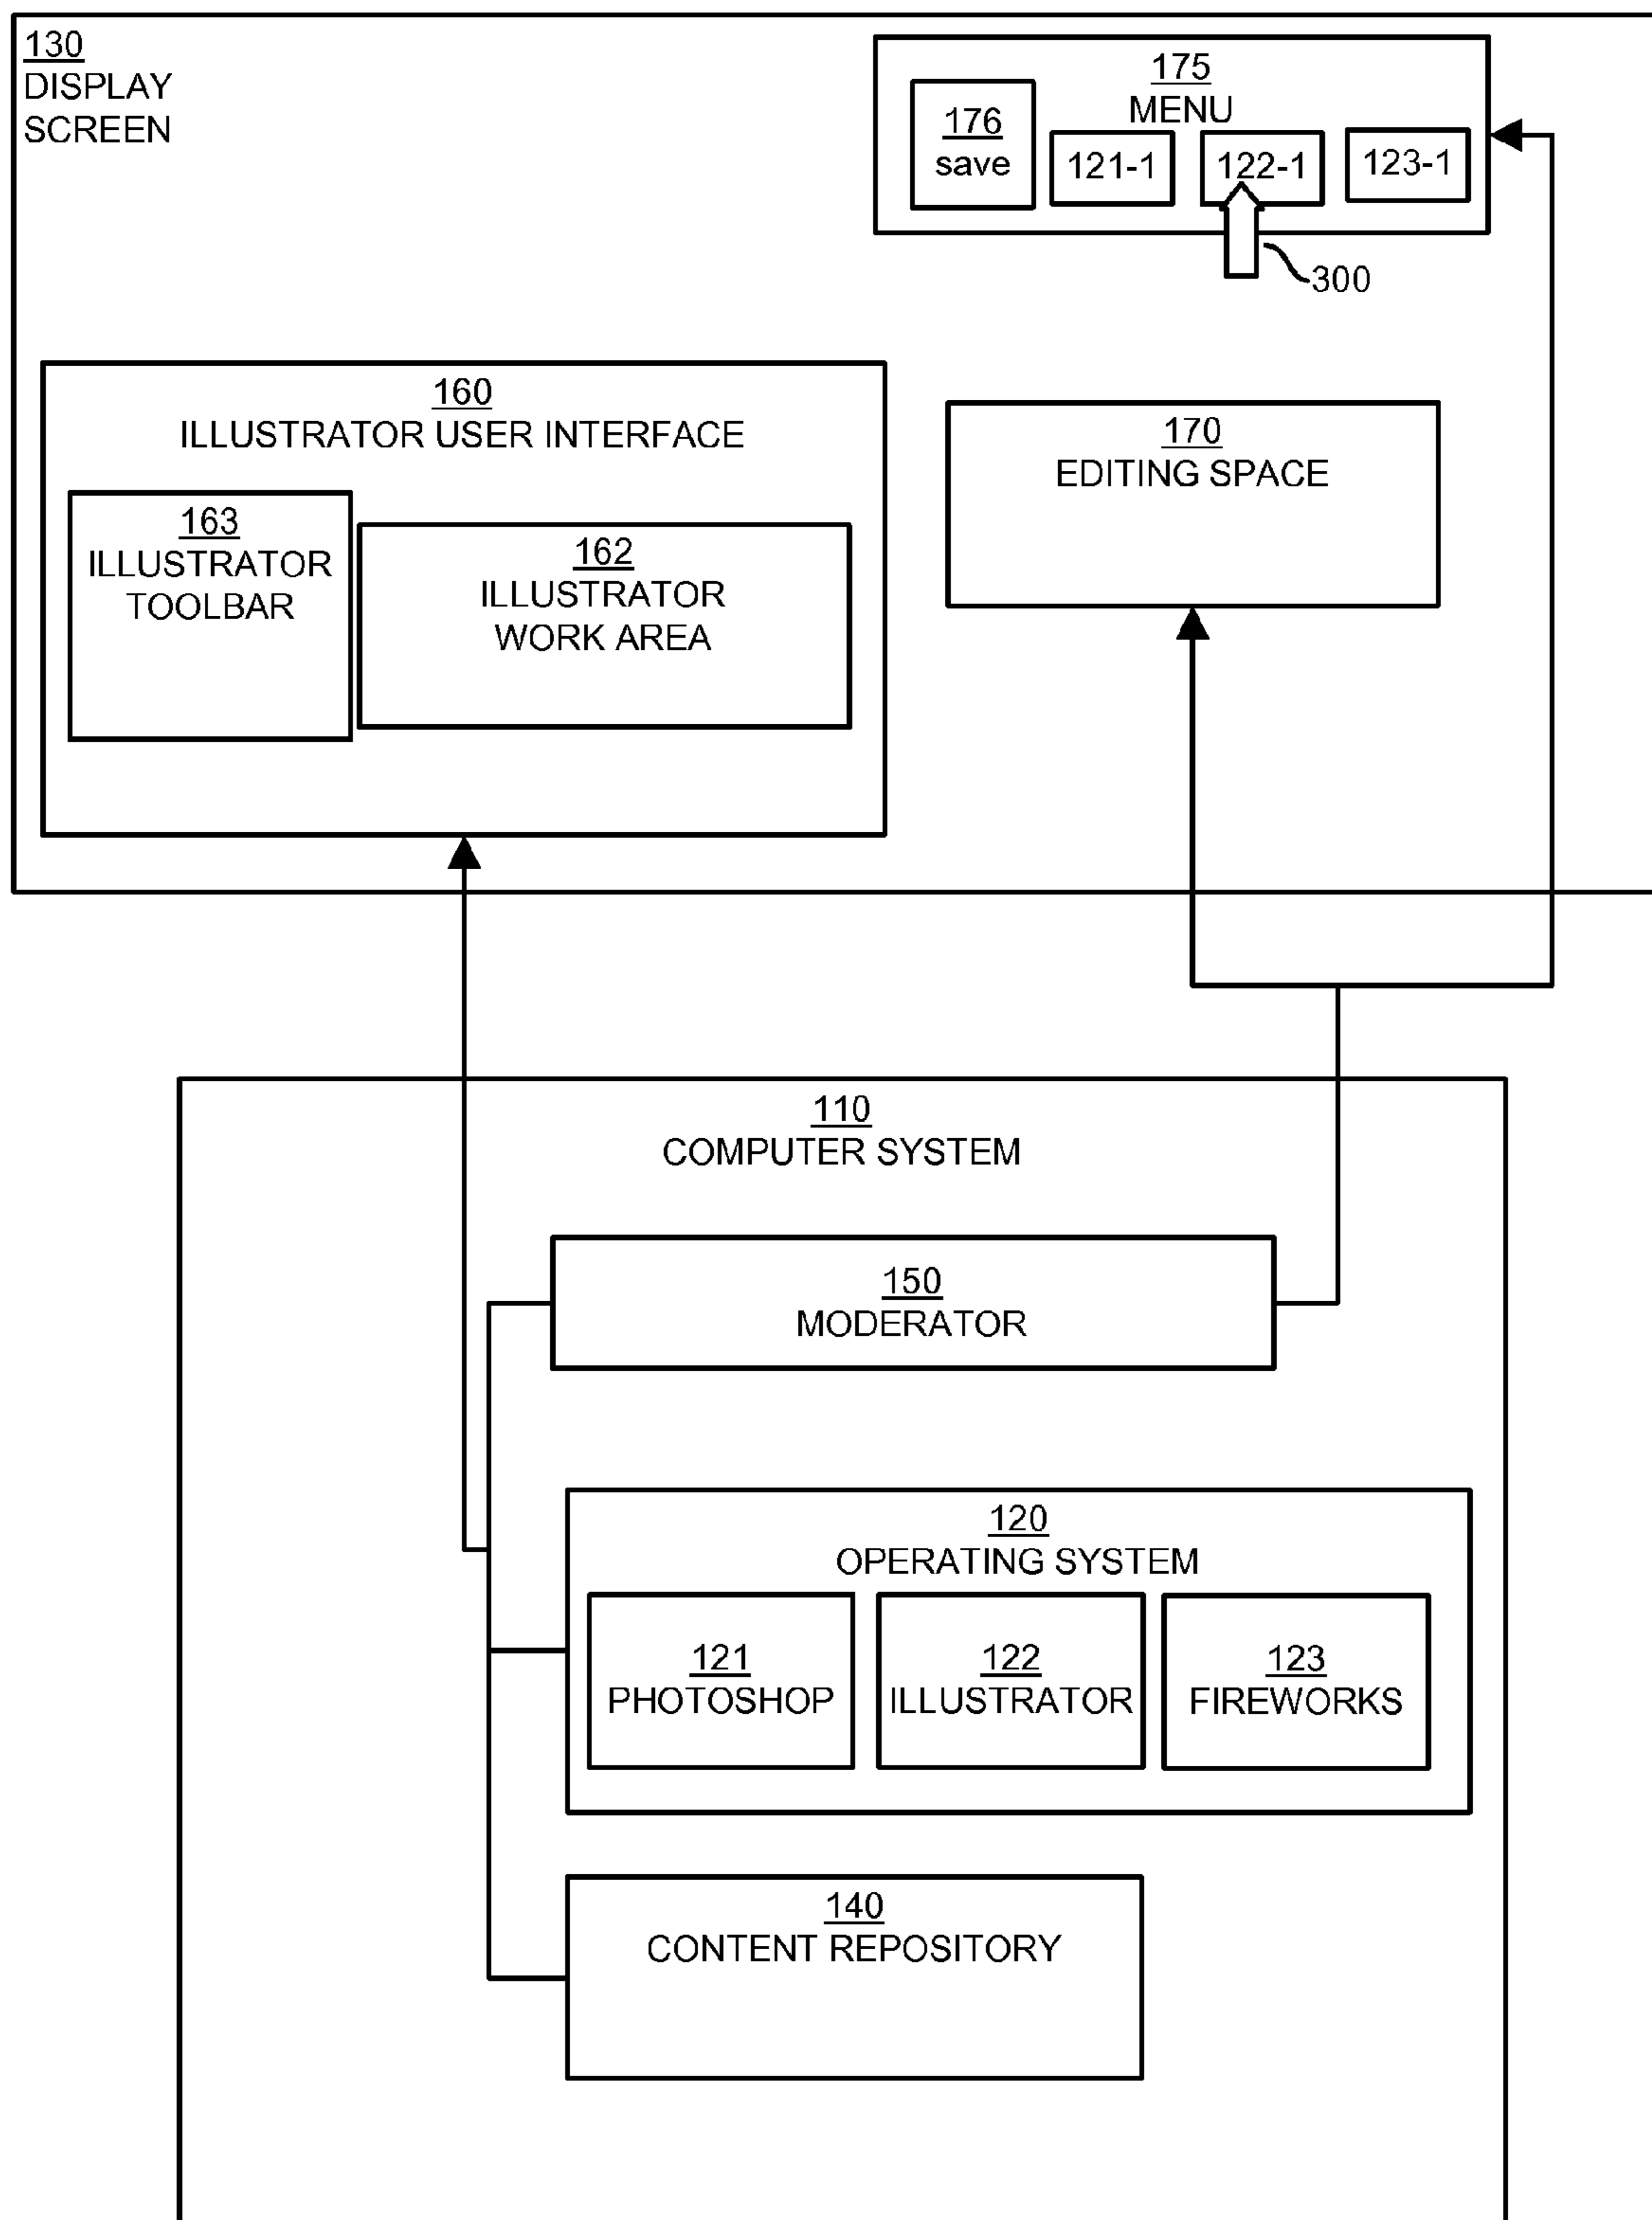 130
DISPLAY
SCREEN
175
MENU
176
save
121-1
122-1
123-1
300
160
ILLUSTRATOR USER INTERFACE
163
ILLUSTRATOR
TOOLBAR
162
ILLUSTRATOR
WORK AREA
170
EDITING SPACE
110
COMPUTER SYSTEM
150
MODERATOR
120
OPERATING SYSTEM
121
PHOTOSHOP
122
ILLUSTRATOR
123
FIREWORKS
140
CONTENT REPOSITORY